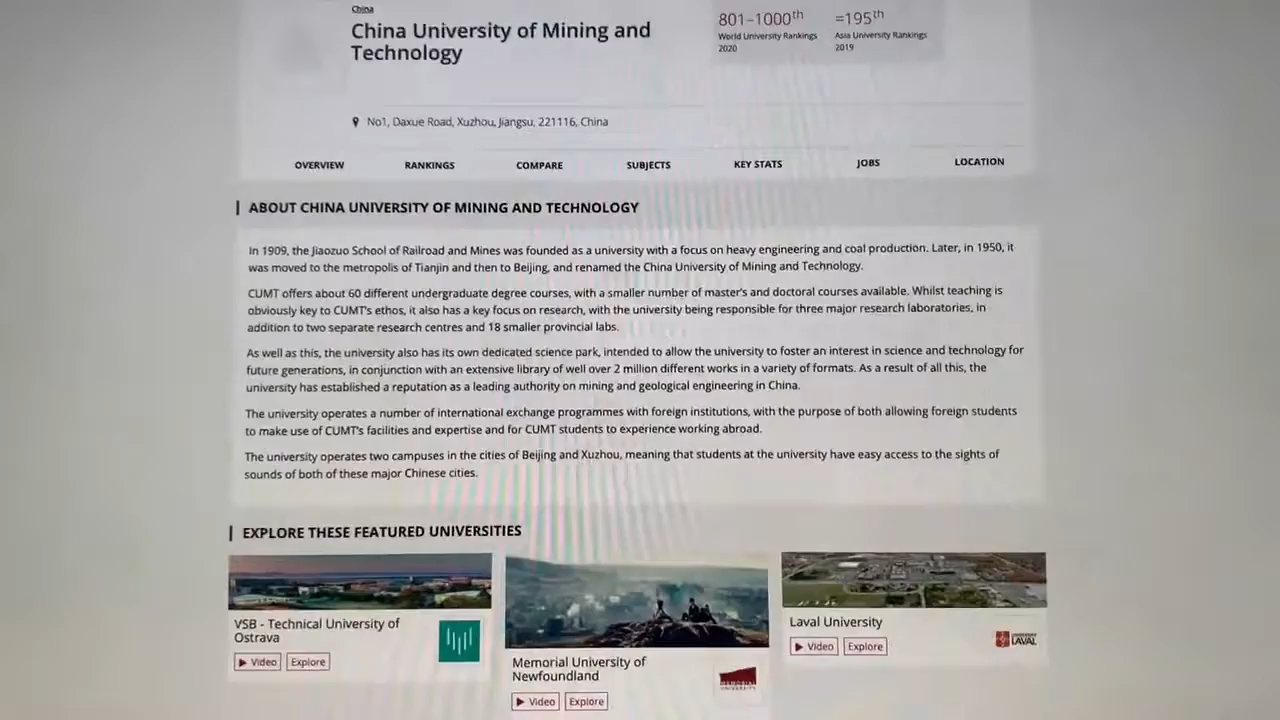 China
China University of Mining and
Technology
801–1000th
World University Rankings
2020
=195th
Asia University Rankings
2019
No1, Daxue Road, Xuzhou, Jiangsu, 221116, China
OVERVIEW
RANKINGS
COMPARE
SUBJECTS
KEY STATS
JOBS
LOCATION
ABOUT CHINA UNIVERSITY OF MINING AND TECHNOLOGY
In 1909, the Jiaozuo School of Railroad and Mines was founded as a university with a focus on heavy engineering and coal production. Later, in 1950, it
was moved to the metropolis of Tianjin and then to Beijing, and renamed the China University of Mining and Technology.
CUMT offers about 60 different undergraduate degree courses, with a smaller number of master's and doctoral courses available. Whilst teaching is
obviously key to CUMT's ethos, it also has a key focus on research, with the university being responsible for three major research laboratories, in
addition to two separate research centres and 18 smaller provincial labs.
As well as this, the university also has its own dedicated science park, intended to allow the university to foster an interest in science and technology for
future generations, in conjunction with an extensive library of well over 2 million different works in a variety of formats. As a result of all this, the
university has established a reputation as a leading authority on mining and geological engineering in China.
The university operates a number of international exchange programmes with foreign institutions, with the purpose of both allowing foreign students
to make use of CUMT's facilities and expertise and for CUMT students to experience working abroad.
The university operates two campuses in the cities of Beijing and Xuzhou, meaning that students at the university have easy access to the sights of
sounds of both of these major Chinese cities.
EXPLORE THESE FEATURED UNIVERSITIES
VSB - Technical University of
Ostrava
Video
Explore
Memorial University of
Newfoundland
MEMORIAL
UNIVERSITY
Video
Explore
Laval University
UNIVERSITÉ
LAVAL
Video
Explore